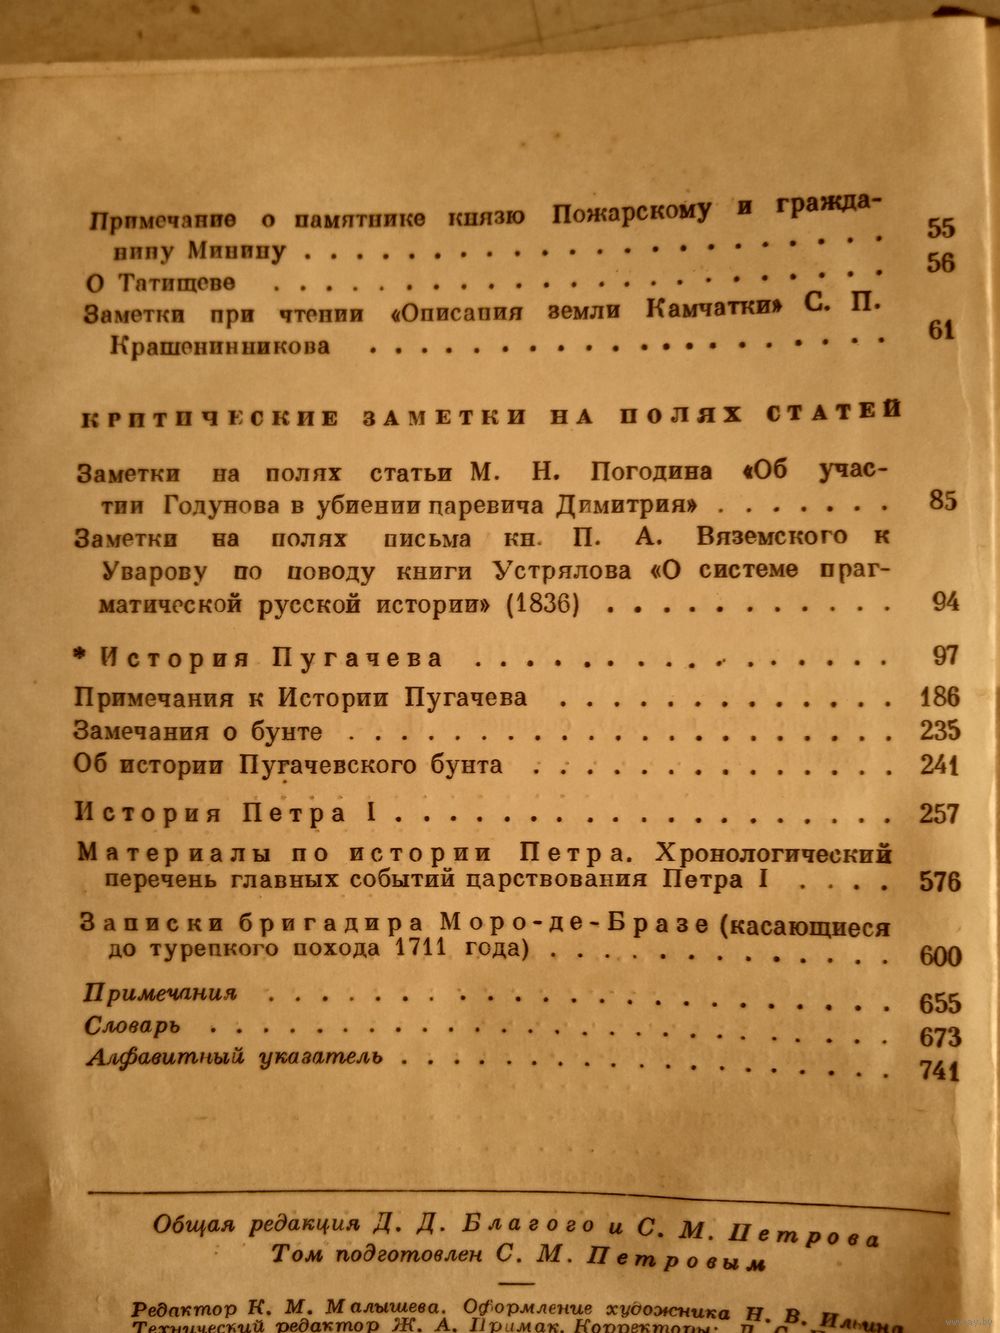 Примечание о памятнике князю Пожарскому и гражда-
нину Минину . . . . . . . . . . . . . . . . . . . . 55
О Татищеве . . . . . . . . . . . . . . . . . . . . 56
Заметки при чтении «Описания земли Камчатки» С. П.
Крашенинникова . . . . . . . . . . . . . . . . . 61
КРИТИЧЕСКИЕ ЗАМЕТКИ НА ПОЛЯХ СТАТЕЙ
Заметки на полях статьи М. Н. Погодина «Об учас-
тии Годунова в убиении царевича Димитрия» . . . . . . . 85
Заметки на полях письма кн. П. А. Вяземского к
Уварову по поводу книги Устрялова «О системе праг-
матической русской истории» (1836) . . . . . . . . . . . 94
* История Пугачева . . . . . . . . . . . . . . . . 97
Примечания к Истории Пугачева . . . . . . . . . . . . . 186
Замечания о бунте . . . . . . . . . . . . . . . . . . . 235
Об истории Пугачевского бунта . . . . . . . . . . . . 241
История Петра I . . . . . . . . . . . . . . . . . . 257
Материалы по истории Петра. Хронологический
перечень главных событий царствования Петра I . . . . 576
Записки бригадира Моро-де-Бразе (касающиеся
до турецкого похода 1711 года) . . . . . . . . . . . . . 600
Примечания . . . . . . . . . . . . . . . . . . . . 655
Словарь . . . . . . . . . . . . . . . . . . . . 673
Алфавитный указатель . . . . . . . . . . . . . . . . 741
Общая редакция Д. Д. Благого и С. М. Петрова
Том подготовлен С. М. Петровым
Редактор К. М. Малышева. Оформление художника Н. В. Ильина
Технический редактор Ж. А. Примак. Корректоры:
www.ay.by